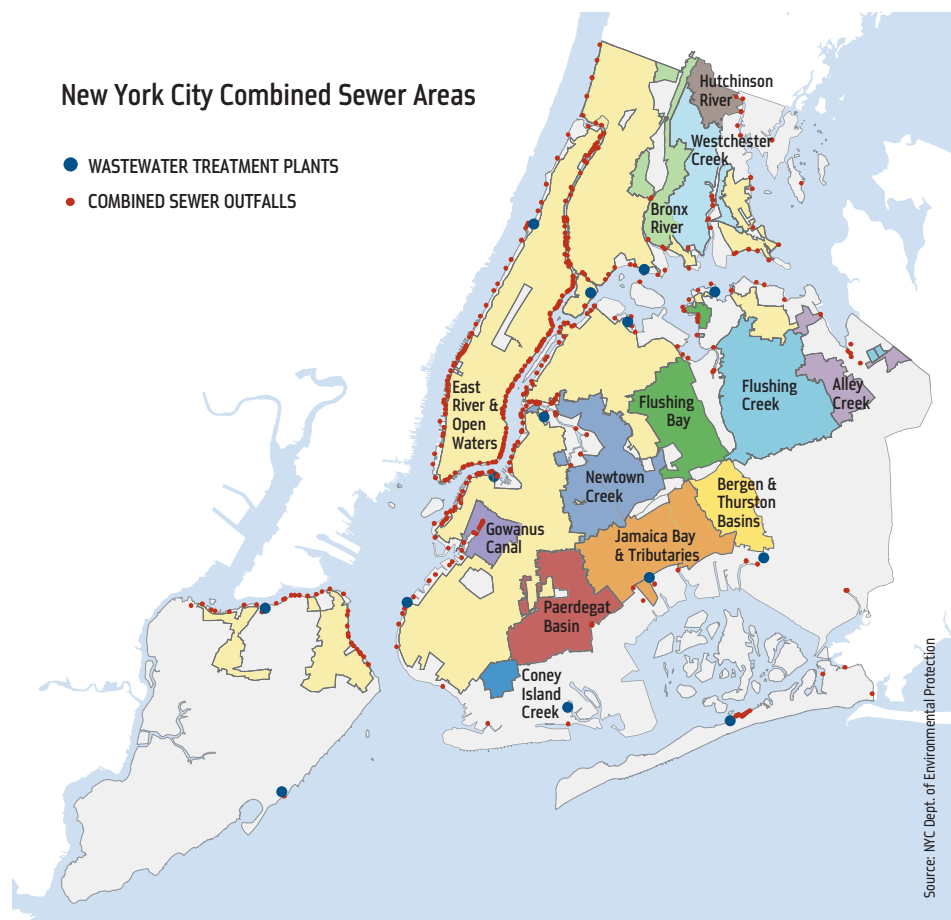 New York City Combined Sewer Areas
WASTEWATER TREATMENT PLANTS
COMBINED SEWER OUTFALLS
Hutchinson
River
Westchester
Creek
Bronx
River
East
River &
Open
Waters
Flushing
Bay
Flushing
Creek
Alley
Creek
Newtown
Creek
Bergen &
Thurston
Basins
Gowanus
Canal
Jamaica Bay
& Tributaries
Paerdegat
Basin
Coney
Island
Creek
Source: NYC Dept. of Environmental Protection